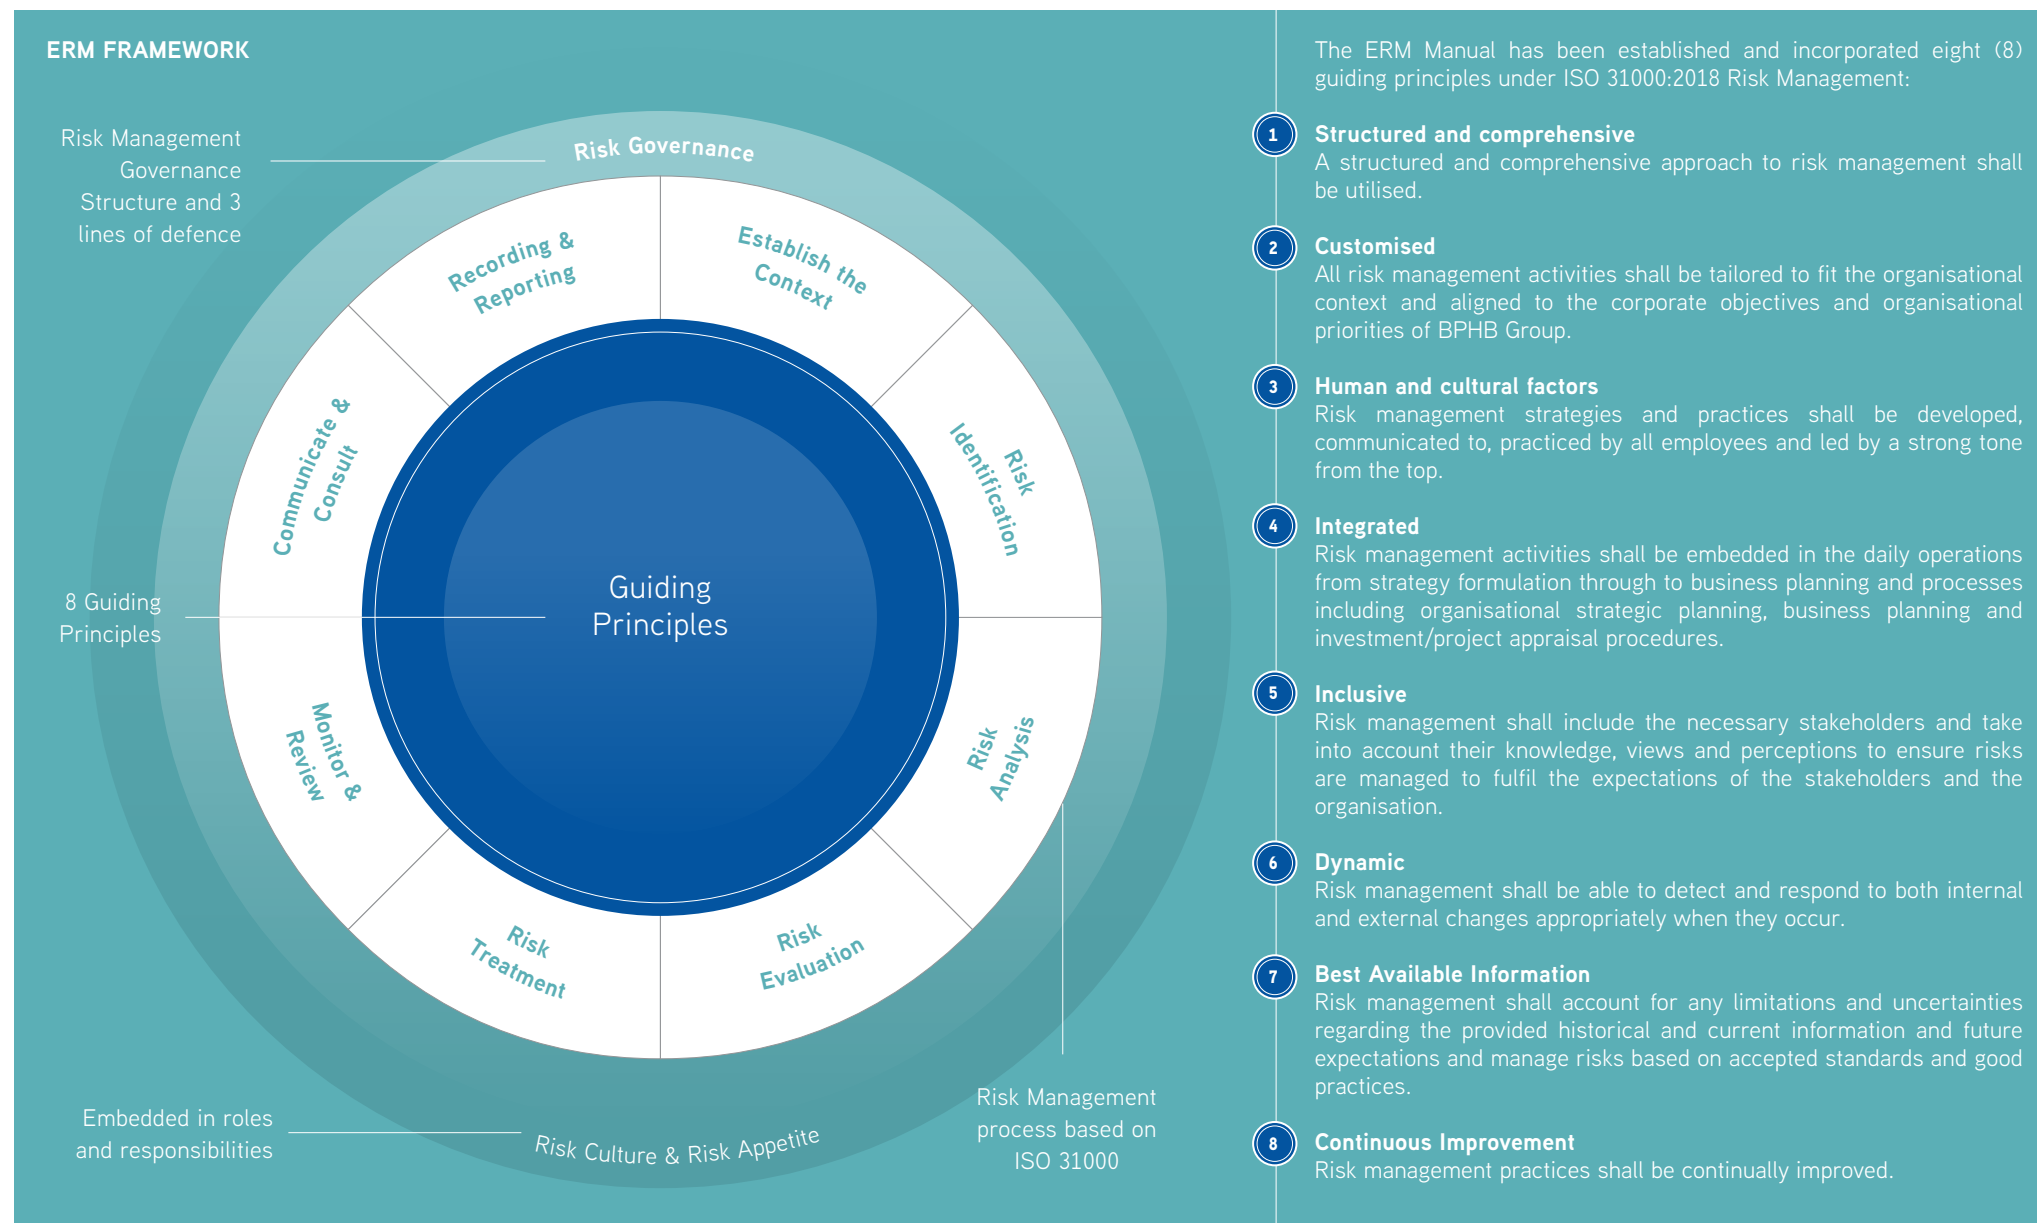 ERM FRAMEWORK
Risk Management
Governance
Structure and 3
lines of defence
8 Guiding
Principles
Embedded in roles
and responsibilities
Risk Governance
Establish the
Context
Risk
Identification
Risk
Analysis
Risk
Evaluation
Risk
Treatment
Monitor &
Review
Communicate &
Consult
Recording &
Reporting
Guiding
Principles
Risk Culture & Risk Appetite
Risk Management
process based on
ISO 31000
The ERM Manual has been established and incorporated eight (8)
guiding principles under ISO 31000:2018 Risk Management:
1
Structured and comprehensive
A structured and comprehensive approach to risk management shall
be utilised.
2
Customised
All risk management activities shall be tailored to fit the organisational
context and aligned to the corporate objectives and organisational
priorities of BPHB Group.
3
Human and cultural factors
Risk management strategies and practices shall be developed,
communicated to, practiced by all employees and led by a strong tone
from the top.
4
Integrated
Risk management activities shall be embedded in the daily operations
from strategy formulation through to business planning and processes
including organisational strategic planning, business planning and
investment/project appraisal procedures.
5
Inclusive
Risk management shall include the necessary stakeholders and take
into account their knowledge, views and perceptions to ensure risks
are managed to fulfil the expectations of the stakeholders and the
organisation.
6
Dynamic
Risk management shall be able to detect and respond to both internal
and external changes appropriately when they occur.
7
Best Available Information
Risk management shall account for any limitations and uncertainties
regarding the provided historical and current information and future
expectations and manage risks based on accepted standards and good
practices.
8
Continuous Improvement
Risk management practices shall be continually improved.